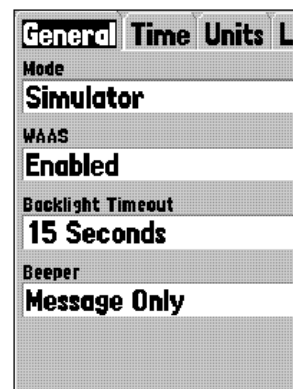 General Time Units L
Mode
Simulator
WAAS
Enabled
Backlight Timeout
15 Seconds
Beeper
Message Only